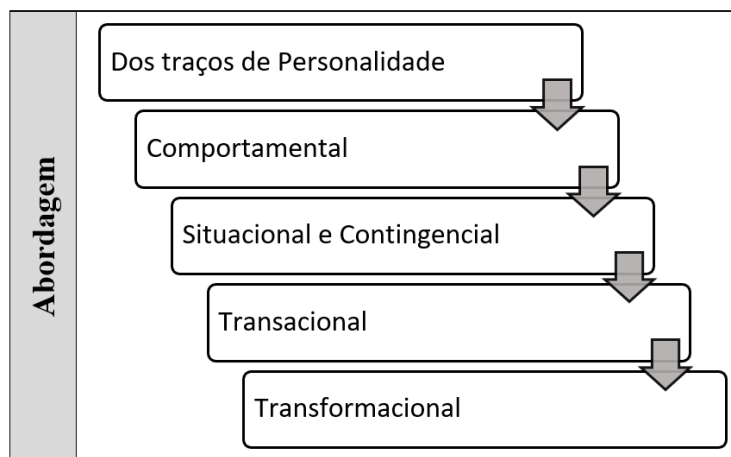 Abordagem
Dos traços de Personalidade
Comportamental
Situacional e Contingencial
Transacional
Transformacional